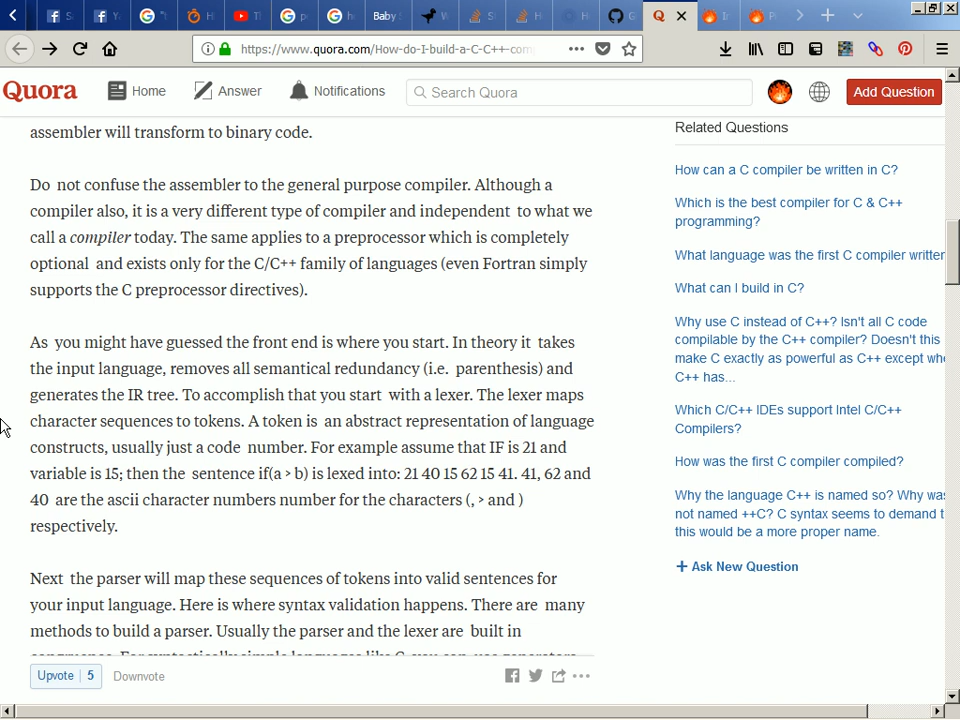 Baby
https://www.quora.com/How-do-I-build-a-C-C++-com
Quora
Home
Answer
Notifications
Search Quora
Add Question
assembler will transform to binary code.
Do not confuse the assembler to the general purpose compiler. Although a
compiler also, it is a very different type of compiler and independent to what we
call a compiler today. The same applies to a preprocessor which is completely
optional and exists only for the C/C++ family of languages (even Fortran simply
supports the C preprocessor directives).
As you might have guessed the front end is where you start. In theory it takes
the input language, removes all semantical redundancy (i.e. parenthesis) and
generates the IR tree. To accomplish that you start with a lexer. The lexer maps
character sequences to tokens. A token is an abstract representation of language
constructs, usually just a code number. For example assume that IF is 21 and
variable is 15; then the sentence if(a > b) is lexed into: 21 40 15 62 15 41. 41, 62 and
40 are the ascii character numbers number for the characters (, > and )
respectively.
Next the parser will map these sequences of tokens into valid sentences for
your input language. Here is where syntax validation happens. There are many
methods to build a parser. Usually the parser and the lexer are built in
Upvote | 5
Downvote
Related Questions
How can a C compiler be written in C?
Which is the best compiler for C & C++
programming?
What language was the first C compiler writter
What can I build in C?
Why use C instead of C++? Isn't all C code
compilable by the C++ compiler? Doesn't this
make C exactly as powerful as C++ except whe
C++ has...
Which C/C++ IDEs support Intel C/C++
Compilers?
How was the first C compiler compiled?
Why the language C++ is named so? Why was
not named ++C? C syntax seems to demand t
this would be a more proper name.
+ Ask New Question